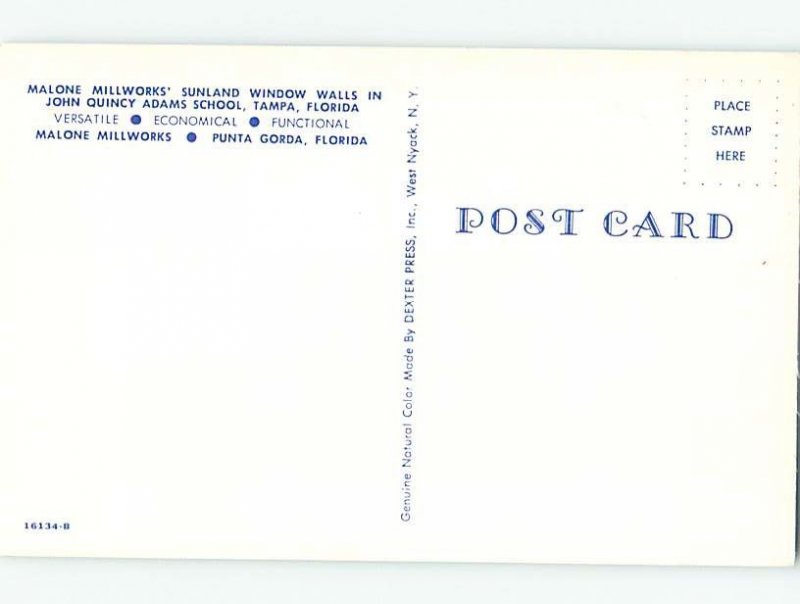 MALONE MILLWORKS' SUNLAND WINDOW WALLS IN
JOHN QUINCY ADAMS SCHOOL, TAMPA, FLORIDA
VERSATILE ● ECONOMICAL ● FUNCTIONAL
MALONE MILLWORKS ● PUNTA GORDA, FLORIDA
16134-B
Genuine Natural Color Made By DEXTER PRESS, Inc., West Nyack, N. Y.
PLACE
STAMP
HERE
POST CARD